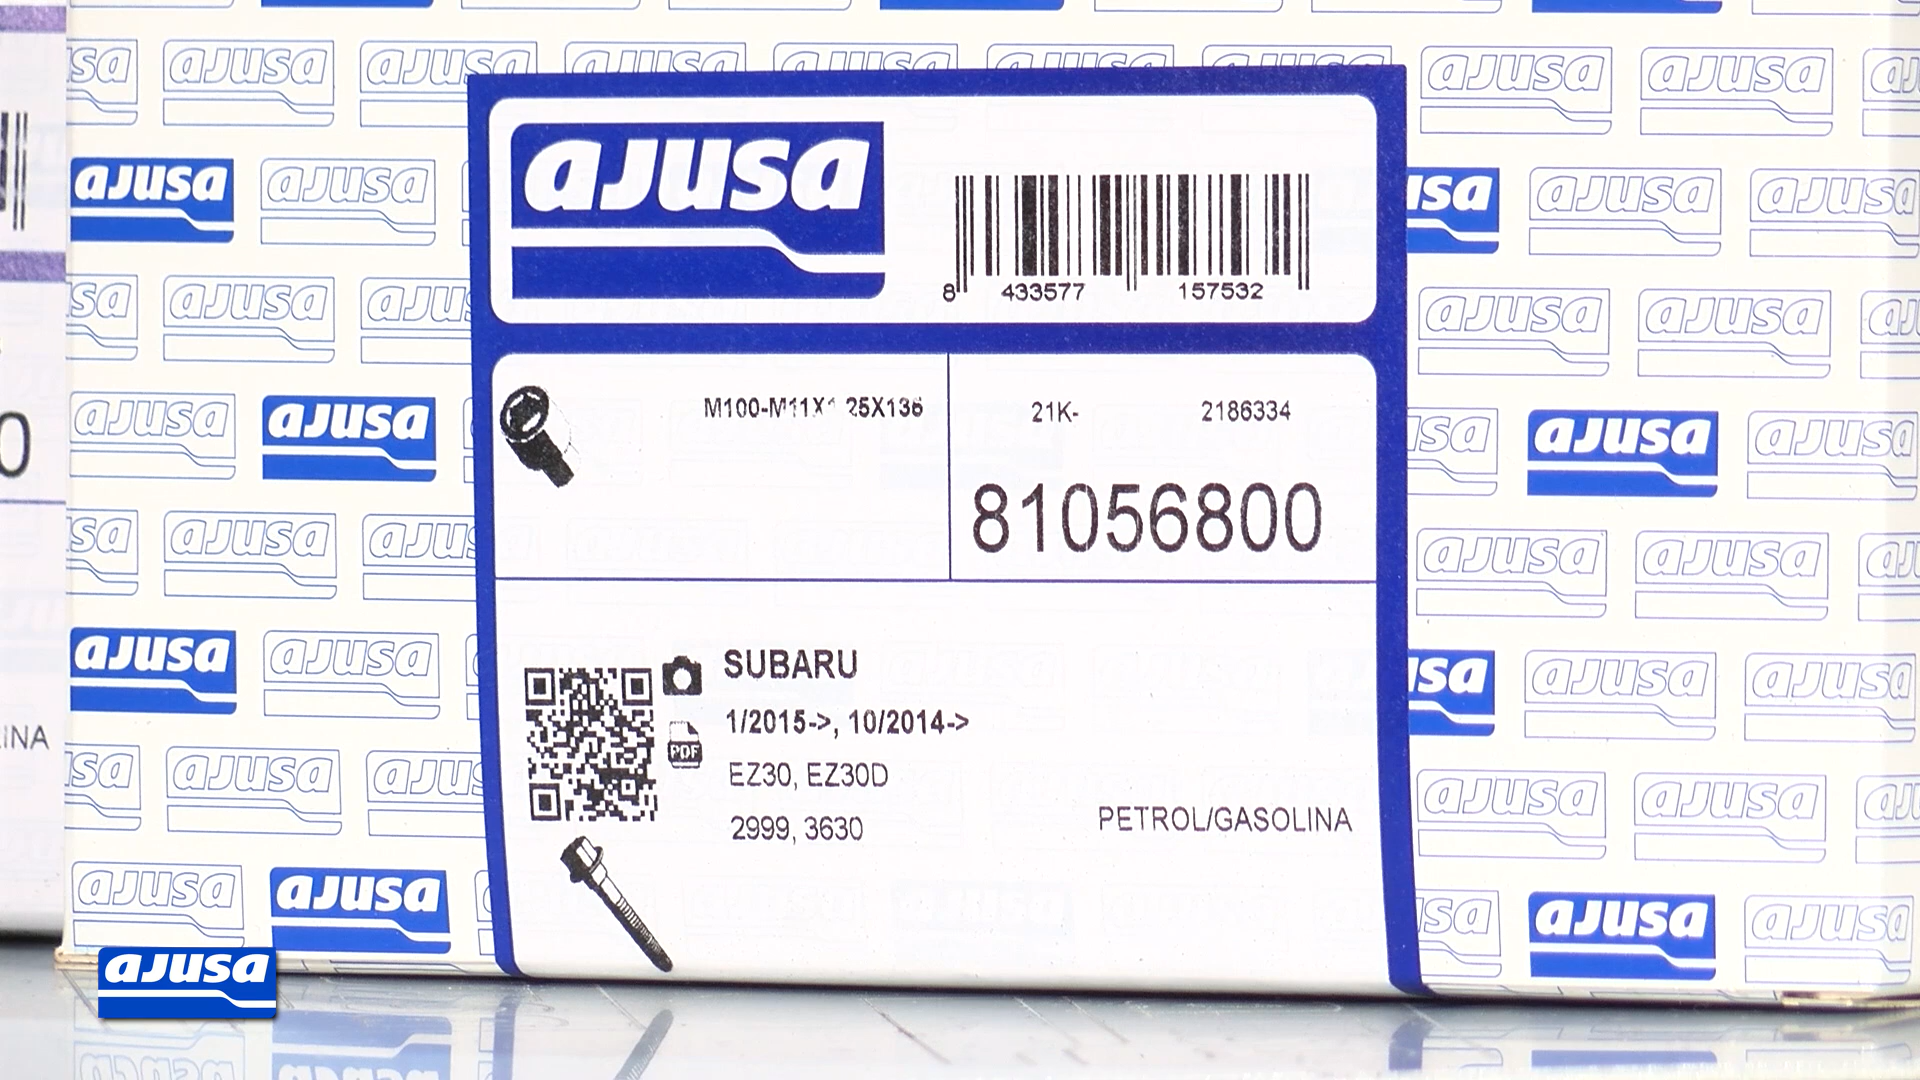 ajusa
8 433577 157532
M100-M11X1.25X136
21K- 2186334
81056800
SUBARU
1/2015->, 10/2014->
PDF
EZ30, EZ30D
2999, 3630
PETROL/GASOLINA
ajusa